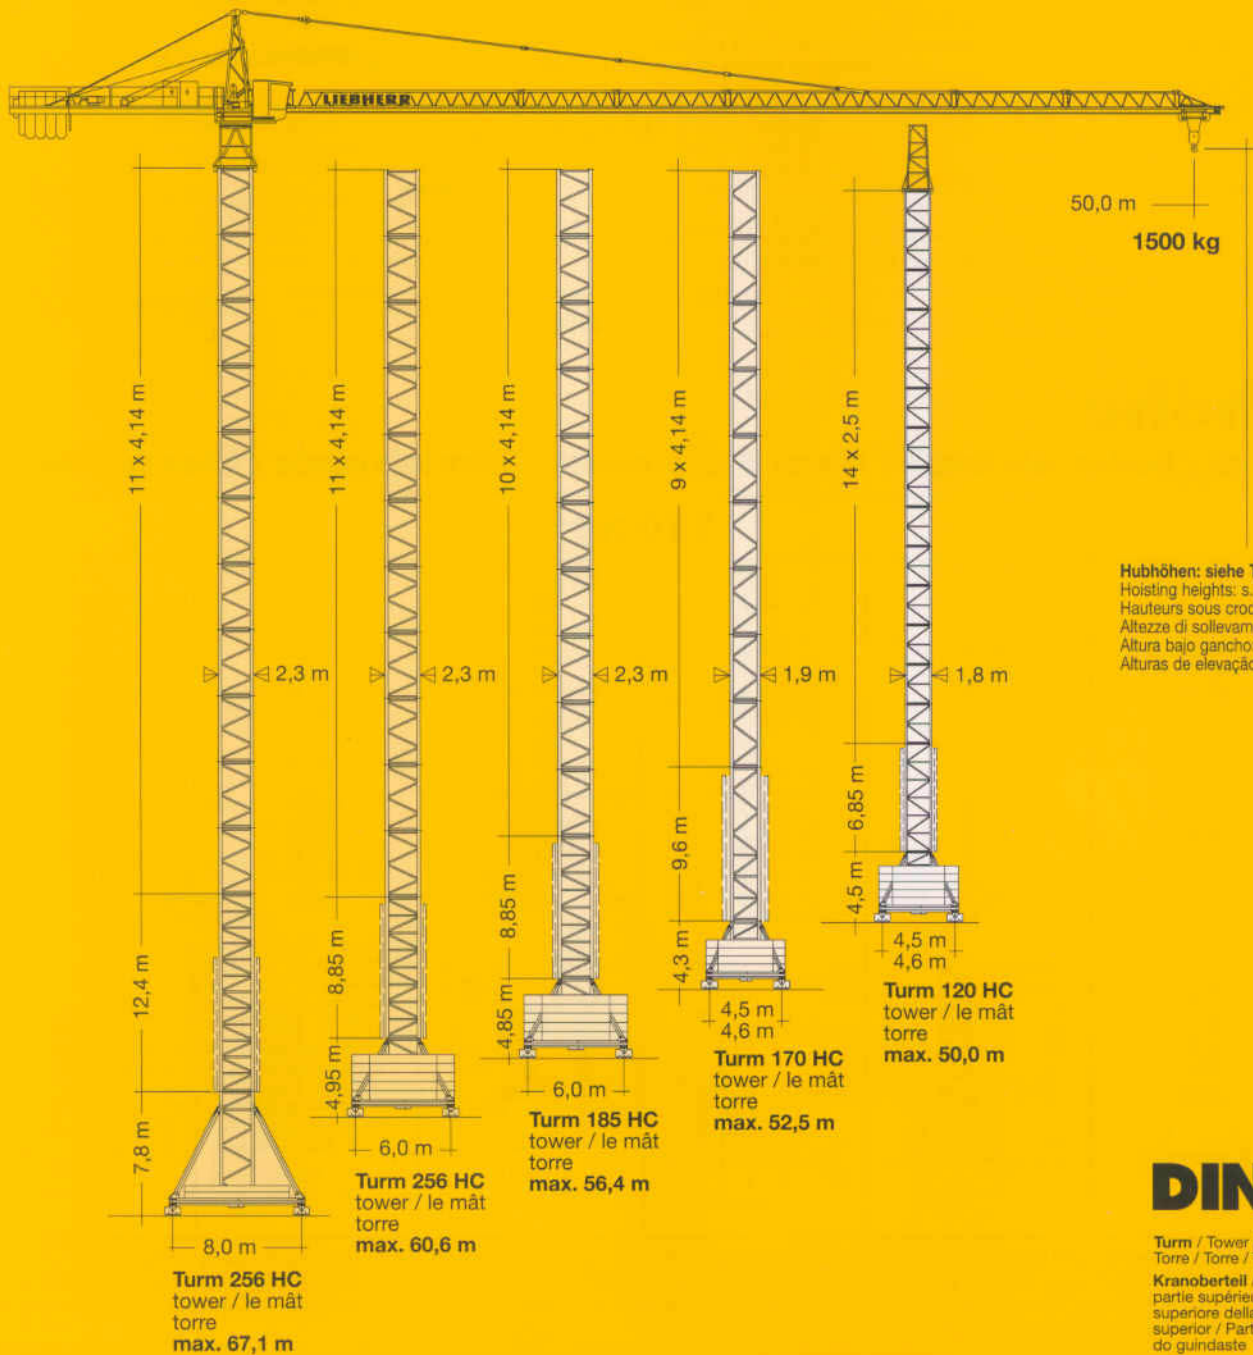 LIEBHERR
50,0 m
1500 kg
11 x 4,14 m
11 x 4,14 m
10 x 4,14 m
9 x 4,14 m
14 x 2,5 m
Hubhöhen: siehe
Hoisting heights: s.
Hauteurs sous
Altezze di
Altura bajo gancho:
Alturas de elevação
2,3 m
2,3 m
2,3 m
1,9 m
1,8 m
12,4 m
7,8 m
8,0 m
Turm 256 HC
tower / le mât
torre
max. 67,1 m
8,85 m
4,95 m
6,0 m
Turm 256 HC
tower / le mât
torre
max. 60,6 m
8,85 m
4,85 m
6,0 m
Turm 185 HC
tower / le mât
torre
max. 56,4 m
9,6 m
4,3 m
4,5 m
4,6 m
Turm 170 HC
tower / le mât
torre
max. 52,5 m
6,85 m
4,5 m
4,5 m
4,6 m
Turm 120 HC
tower / le mât
torre
max. 50,0 m
DIN
Turm / Tower
Torre / Torre /
Kranoberteil
partie
superiore della
superior /
do guindaste